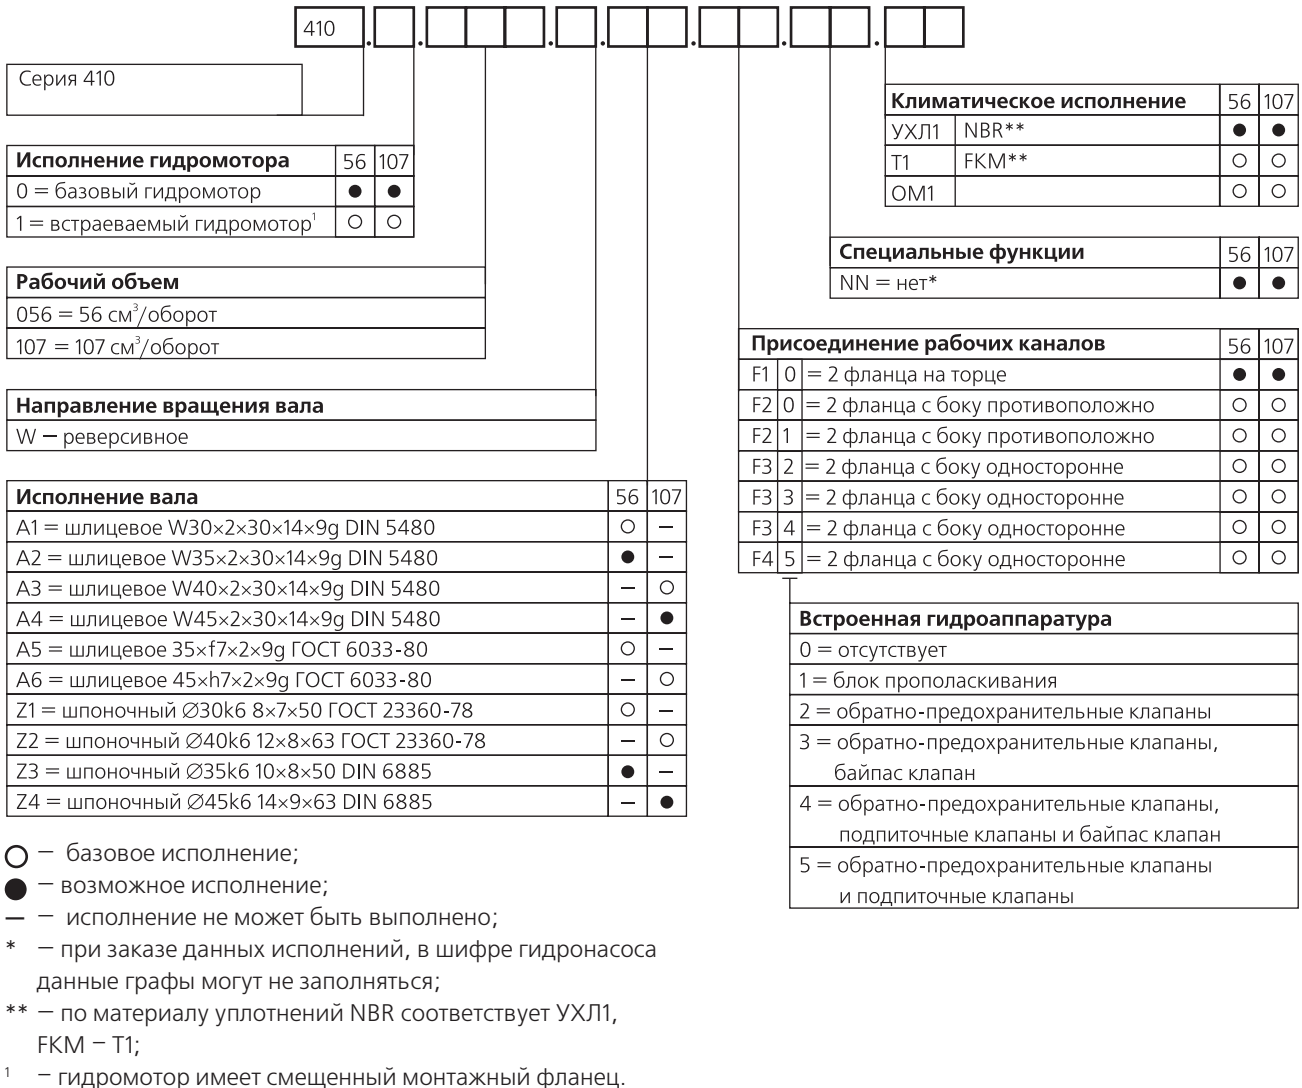 410
Серия 410
Исполнение гидромотора 56 107
0 = базовый гидромотор ● ●
1 = встраеваемый гидромотор¹ ○ ○
Рабочий объем
056 = 56 см³/оборот
107 = 107 см³/оборот
Направление вращения вала
W – реверсивное
Исполнение вала 56 107
A1 = шлицевое W30×2×30×14×9g DIN 5480 ○ –
A2 = шлицевое W35×2×30×14×9g DIN 5480 ● –
A3 = шлицевое W40×2×30×14×9g DIN 5480 – ○
A4 = шлицевое W45×2×30×14×9g DIN 5480 – ●
A5 = шлицевое 35×f7×2×9g ГОСТ 6033-80 ○ –
A6 = шлицевое 45×h7×2×9g ГОСТ 6033-80 – ○
Z1 = шпоночный Ø30k6 8×7×50 ГОСТ 23360-78 ○ –
Z2 = шпоночный Ø40k6 12×8×63 ГОСТ 23360-78 – ○
Z3 = шпоночный Ø35k6 10×8×50 DIN 6885 ● –
Z4 = шпоночный Ø45k6 14×9×63 DIN 6885 – ●
Климатическое исполнение 56 107
УХЛ1 NBR** ● ●
Т1 FKM** ○ ○
ОМ1 ○ ○
Специальные функции 56 107
NN = нет* ● ●
Присоединение рабочих каналов 56 107
F1 0 = 2 фланца на торце ● ●
F2 0 = 2 фланца с боку противоположно ○ ○
F2 1 = 2 фланца с боку противоположно ○ ○
F3 2 = 2 фланца с боку односторонне ○ ○
F3 3 = 2 фланца с боку односторонне ○ ○
F3 4 = 2 фланца с боку односторонне ○ ○
F4 5 = 2 фланца с боку односторонне ○ ○
Встроенная гидроаппаратура
0 = отсутствует
1 = блок прополаскивания
2 = обратно-предохранительные клапаны
3 = обратно-предохранительные клапаны,
байпас клапан
4 = обратно-предохранительные клапаны,
подпиточные клапаны и байпас клапан
5 = обратно-предохранительные клапаны
и подпиточные клапаны
○ – базовое исполнение;
● – возможное исполнение;
– – исполнение не может быть выполнено;
* – при заказе данных исполнений, в шифре гидронасоса
данные графы могут не заполняться;
** – по материалу уплотнений NBR соответствует УХЛ1,
FKM – Т1;
¹ – гидромотор имеет смещенный монтажный фланец.